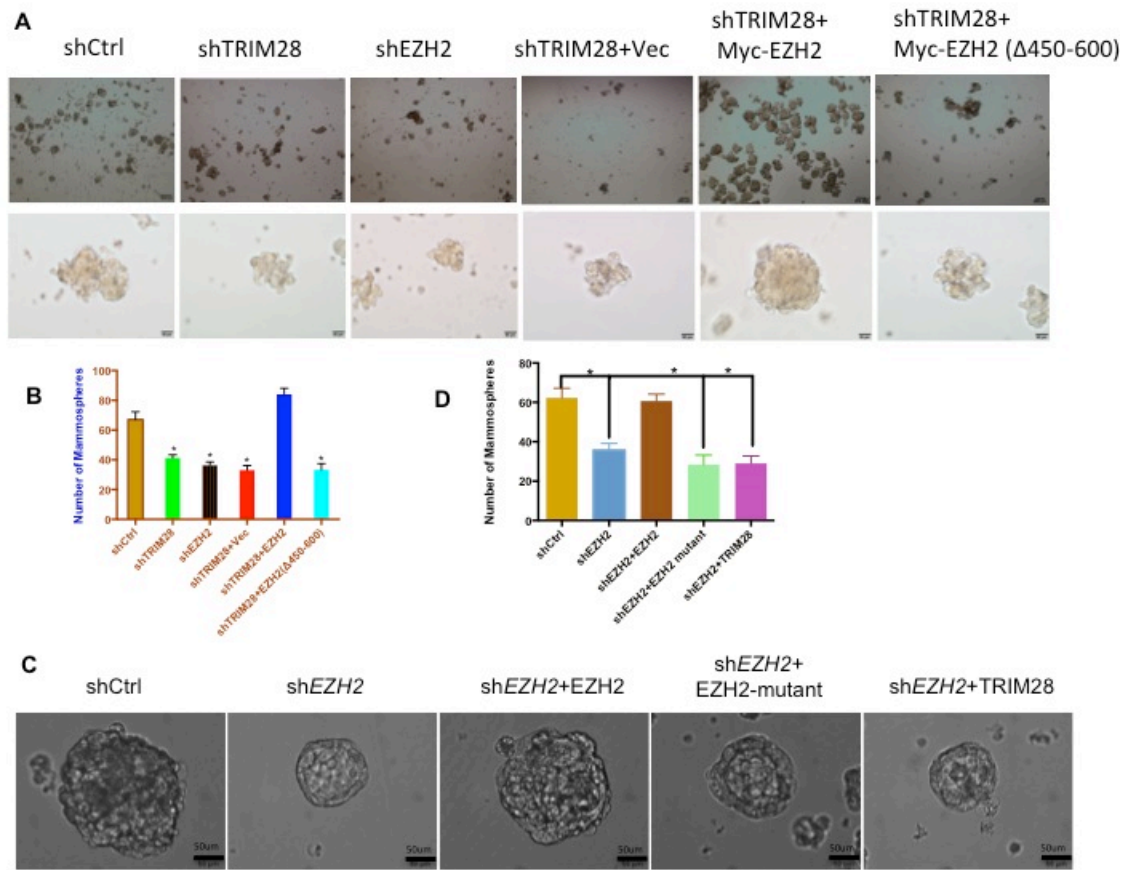 A
shCtrl
shTRIM28
shEZH2
shTRIM28+Vec
shTRIM28+
Myc-EZH2
shTRIM28+
Myc-EZH2 (Δ450-600)
B
Number of Mammospheres
100
80
60
40
20
0
*
*
*
*
shCtrl
shTRIM28
shEZH2
shTRIM28+Vec
shTRIM28+EZH2
shTRIM28+EZH2(Δ450-600)
D
Number of Mammospheres
80
60
40
20
0
*
*
*
shCtrl
shEZH2
shEZH2+EZH2
shEZH2+EZH2 mutant
shEZH2+TRIM28
C
shCtrl
shEZH2
shEZH2+EZH2
shEZH2+
EZH2-mutant
shEZH2+TRIM28
50um
50um
50um
50um
50um